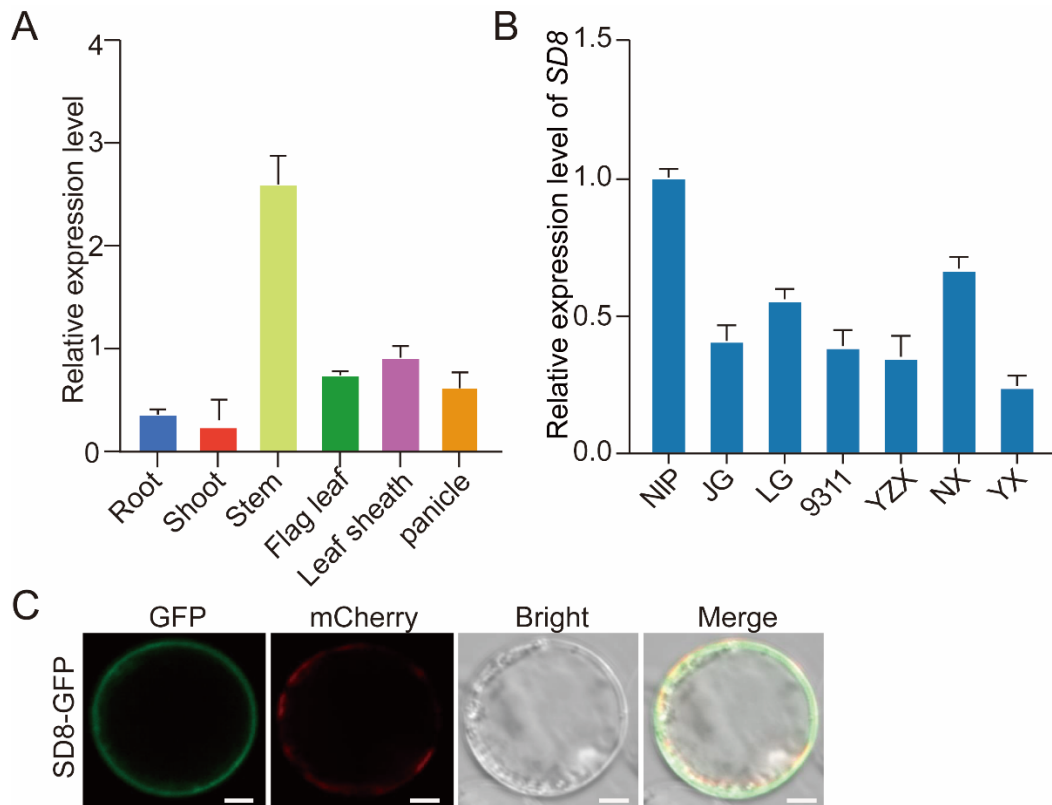 A
Relative expression level
4
3
2
1
0
Root
Shoot
Stem
Flag leaf
Leaf sheath
panicle
B
Relative expression level of SD8
1.5
1.0
0.5
0.0
NIP
JG
LG
9311
YZX
NX
YX
C
GFP
mCherry
Bright
Merge
SD8-GFP